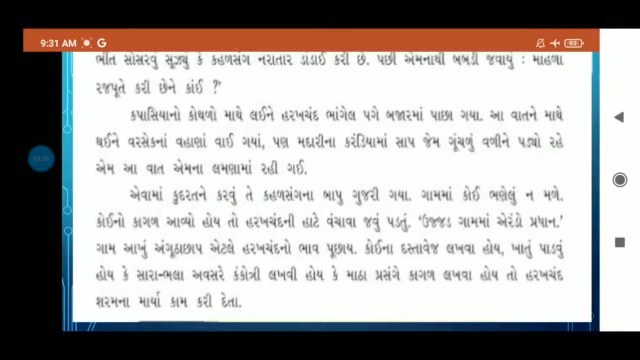 9:31 AM G 93
ભીંત સોંસરવું સૂઝ્યું કે કહળસંગ નરાતાર ડાડાઈ કરી છે. પછી એમનાથી બબડી જવાયું : માહળા
રજપૂતે કરી છેને કાંઈ ?'
કપાસિયાનો કોથળો માથે લઈને હરખચંદ ભાંગેલ પગે બજારમાં પાછા ગયા. આ વાતને માથે
થઈને વરસેકનાં વહાણાં વાઈ ગયાં, પણ મદારીના કરંડિયામાં સાપ જેમ ગૂંચળું વળીને પડ્યો રહે
એમ આ વાત એમના લમણામાં રહી ગઈ.
એવામાં કુદરતને કરવું તે કહળસંગના બાપુ ગુજરી ગયા. ગામમાં કોઈ ભણેલું ન મળે.
કોઈનો કાગળ આવ્યો હોય તો હરખચંદની હાટે વંચાવા જવું પડતું. 'ઉજ્જડ ગામમાં એરંડો પ્રધાન.'
ગામ આખું અંગૂઠાછાપ એટલે હરખચંદનો ભાવ પૂછાય. કોઈના દસ્તાવેજ લખવા હોય, ખાતું પાડવું
હોય કે સારા-ભલા અવસરે કંકોત્રી લખવી હોય કે માઠા પ્રસંગે કાગળ લખવા હોય તો હરખચંદ
શરમના માર્યા કામ કરી દેતા.